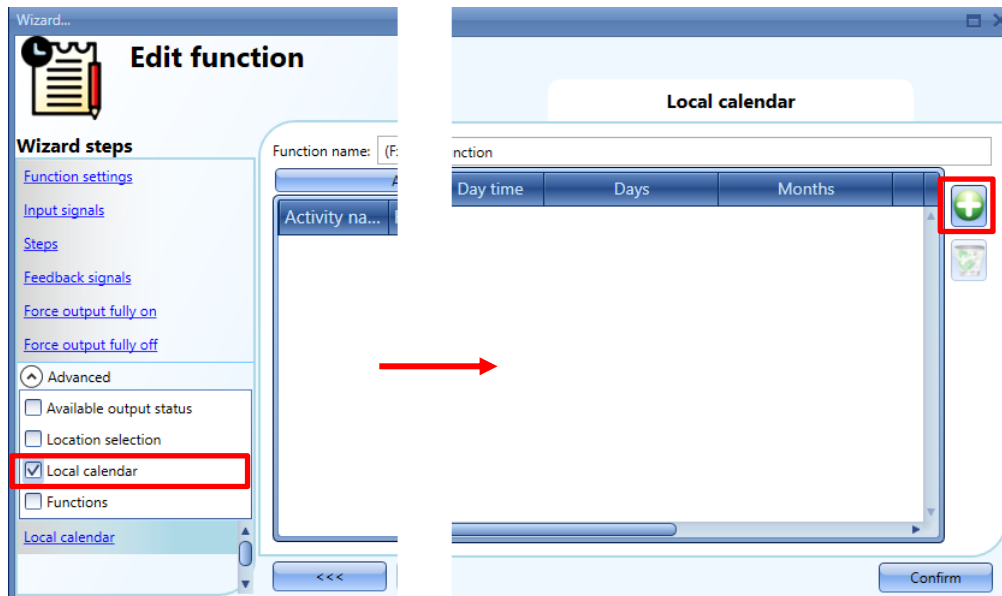 Wizard...
Edit function
Local calendar
Wizard steps
Function name: (F: nction
Function settings
Day time Days Months
Activity na...
Input signals
Steps
Feedback signals
Force output fully on
Force output fully off
Advanced
Available output status
Location selection
Local calendar
Functions
Local calendar
<<< Confirm